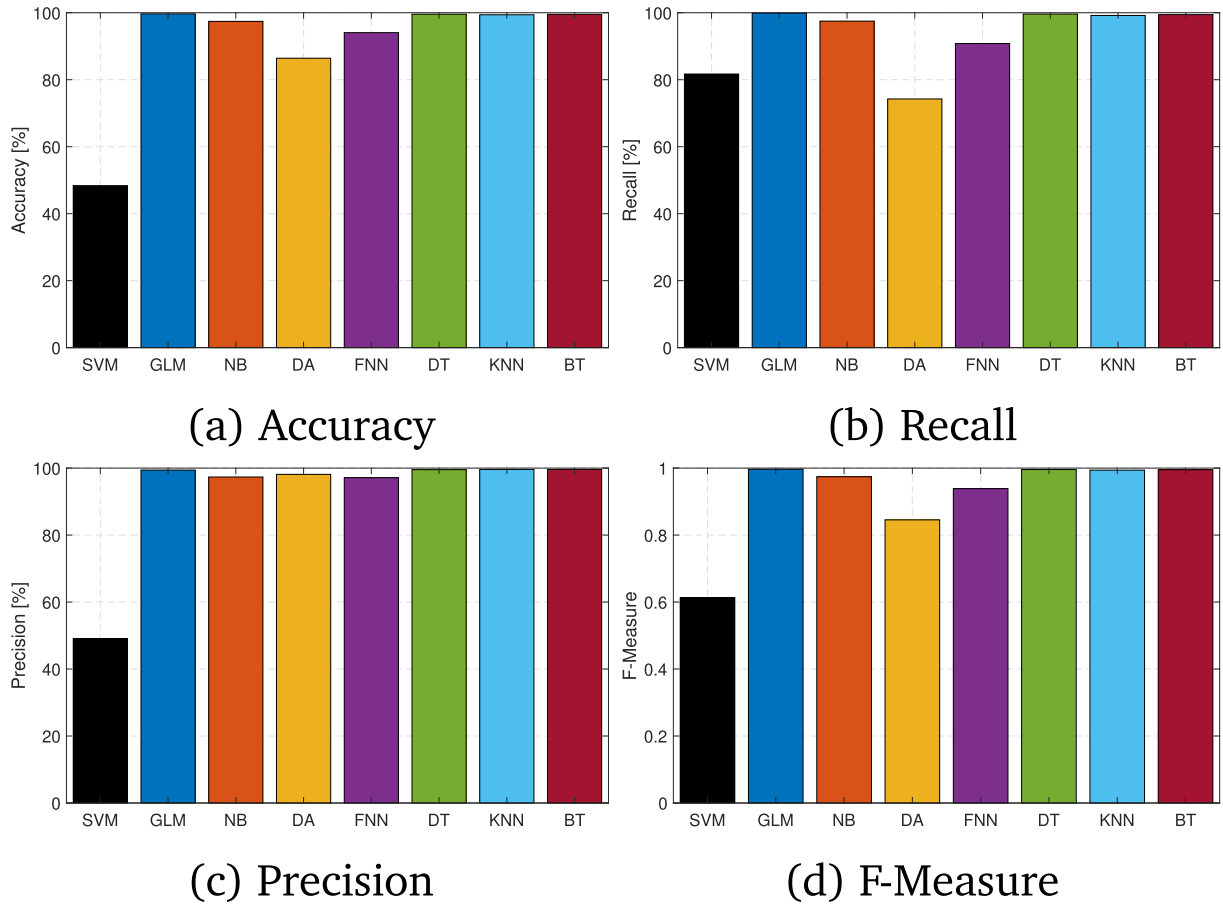 100
80
60
40
20
0
Accuracy [%]
SVM GLM NB DA FNN DT KNN BT
(a) Accuracy
100
80
60
40
20
0
Recall [%]
SVM GLM NB DA FNN DT KNN BT
(b) Recall
100
80
60
40
20
0
Precision [%]
SVM GLM NB DA FNN DT KNN BT
(c) Precision
1
0.8
0.6
0.4
0.2
0
F-Measure
SVM GLM NB DA FNN DT KNN BT
(d) F-Measure